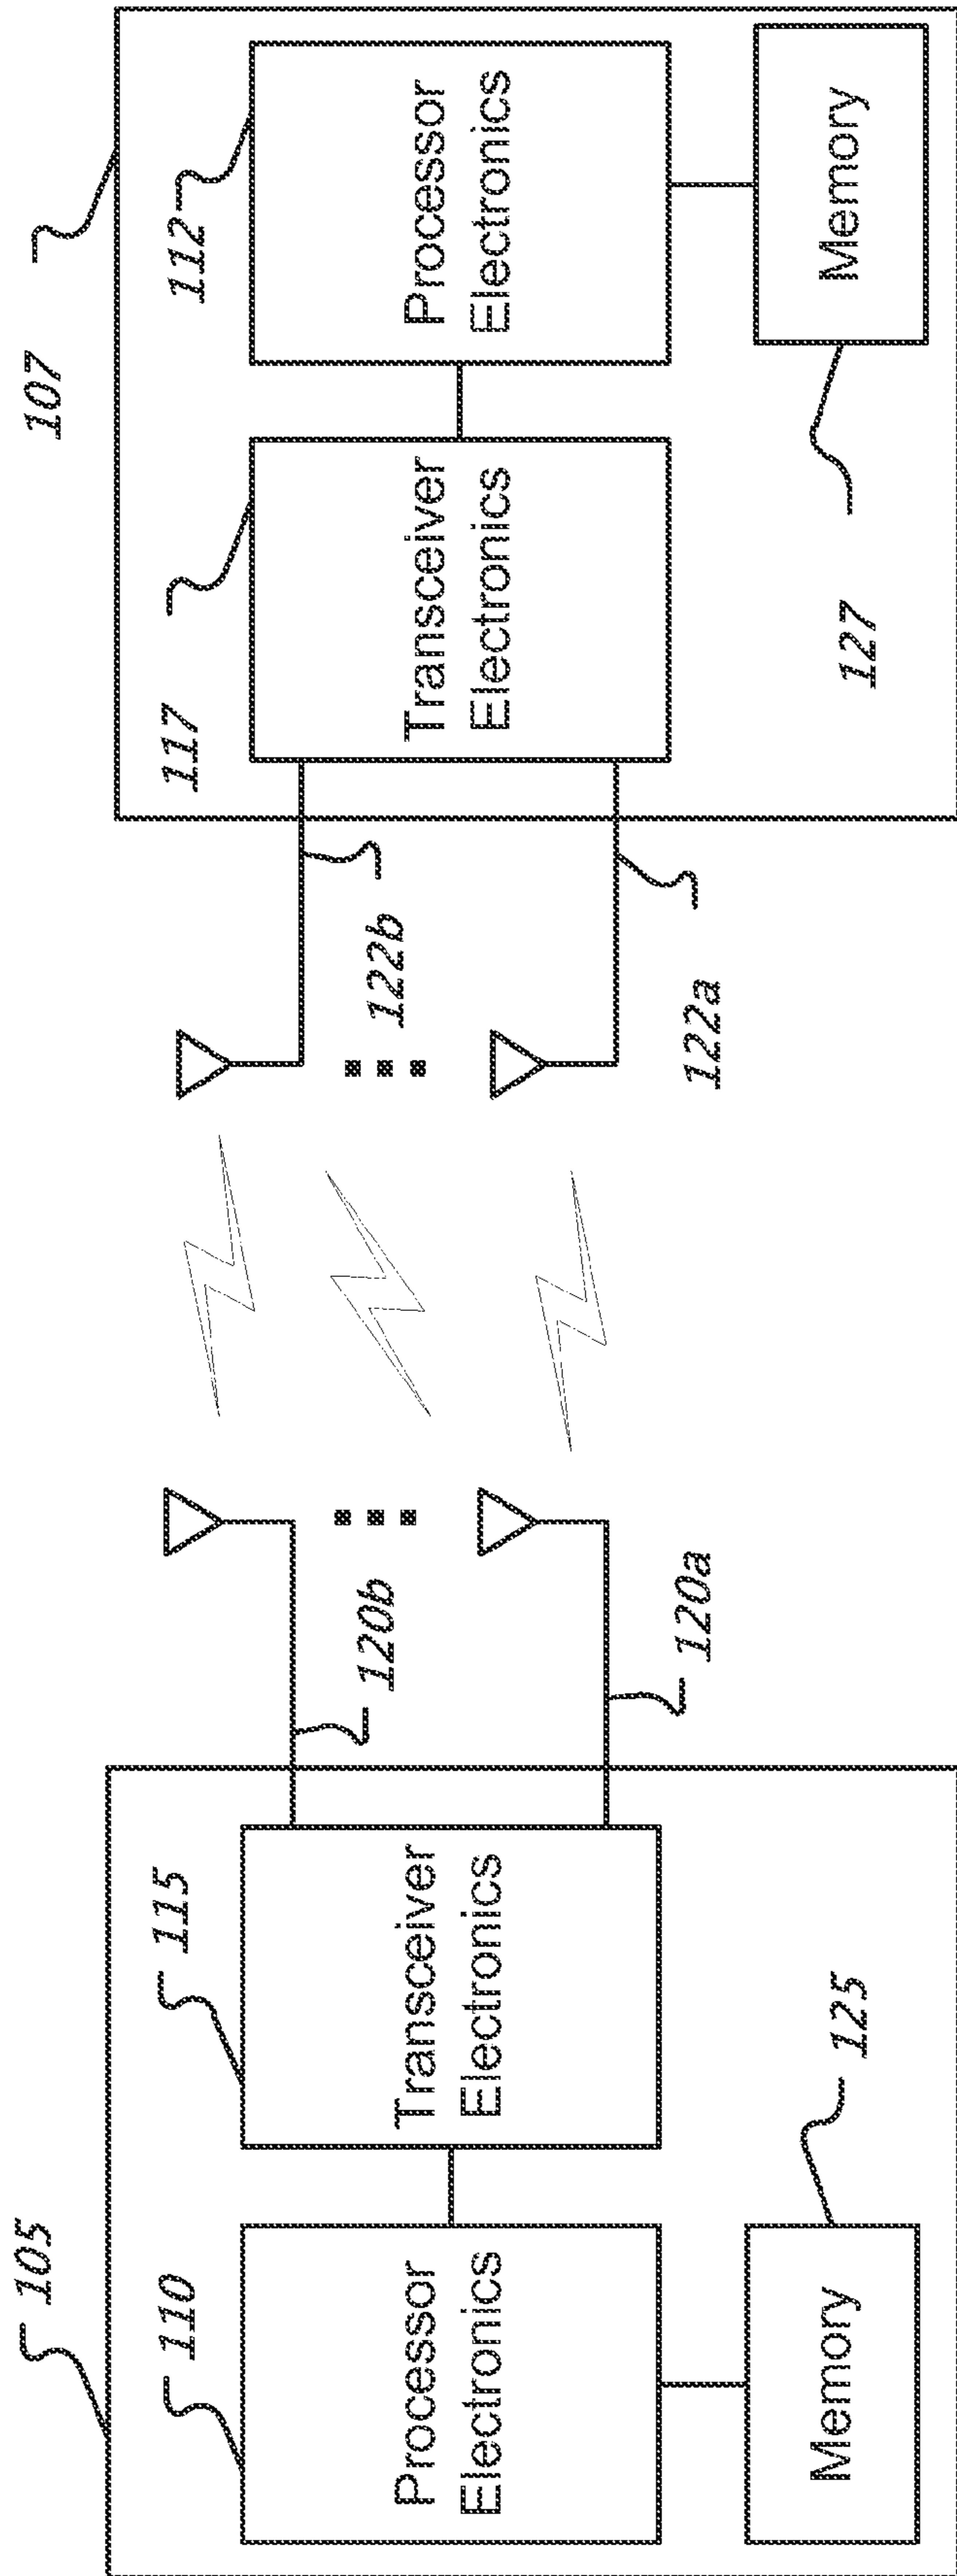 105
110
Processor
Electronics
115
Transceiver
Electronics
Memory
125
120b
120a
122b
122a
107
117
Transceiver
Electronics
112
Processor
Electronics
127
Memory